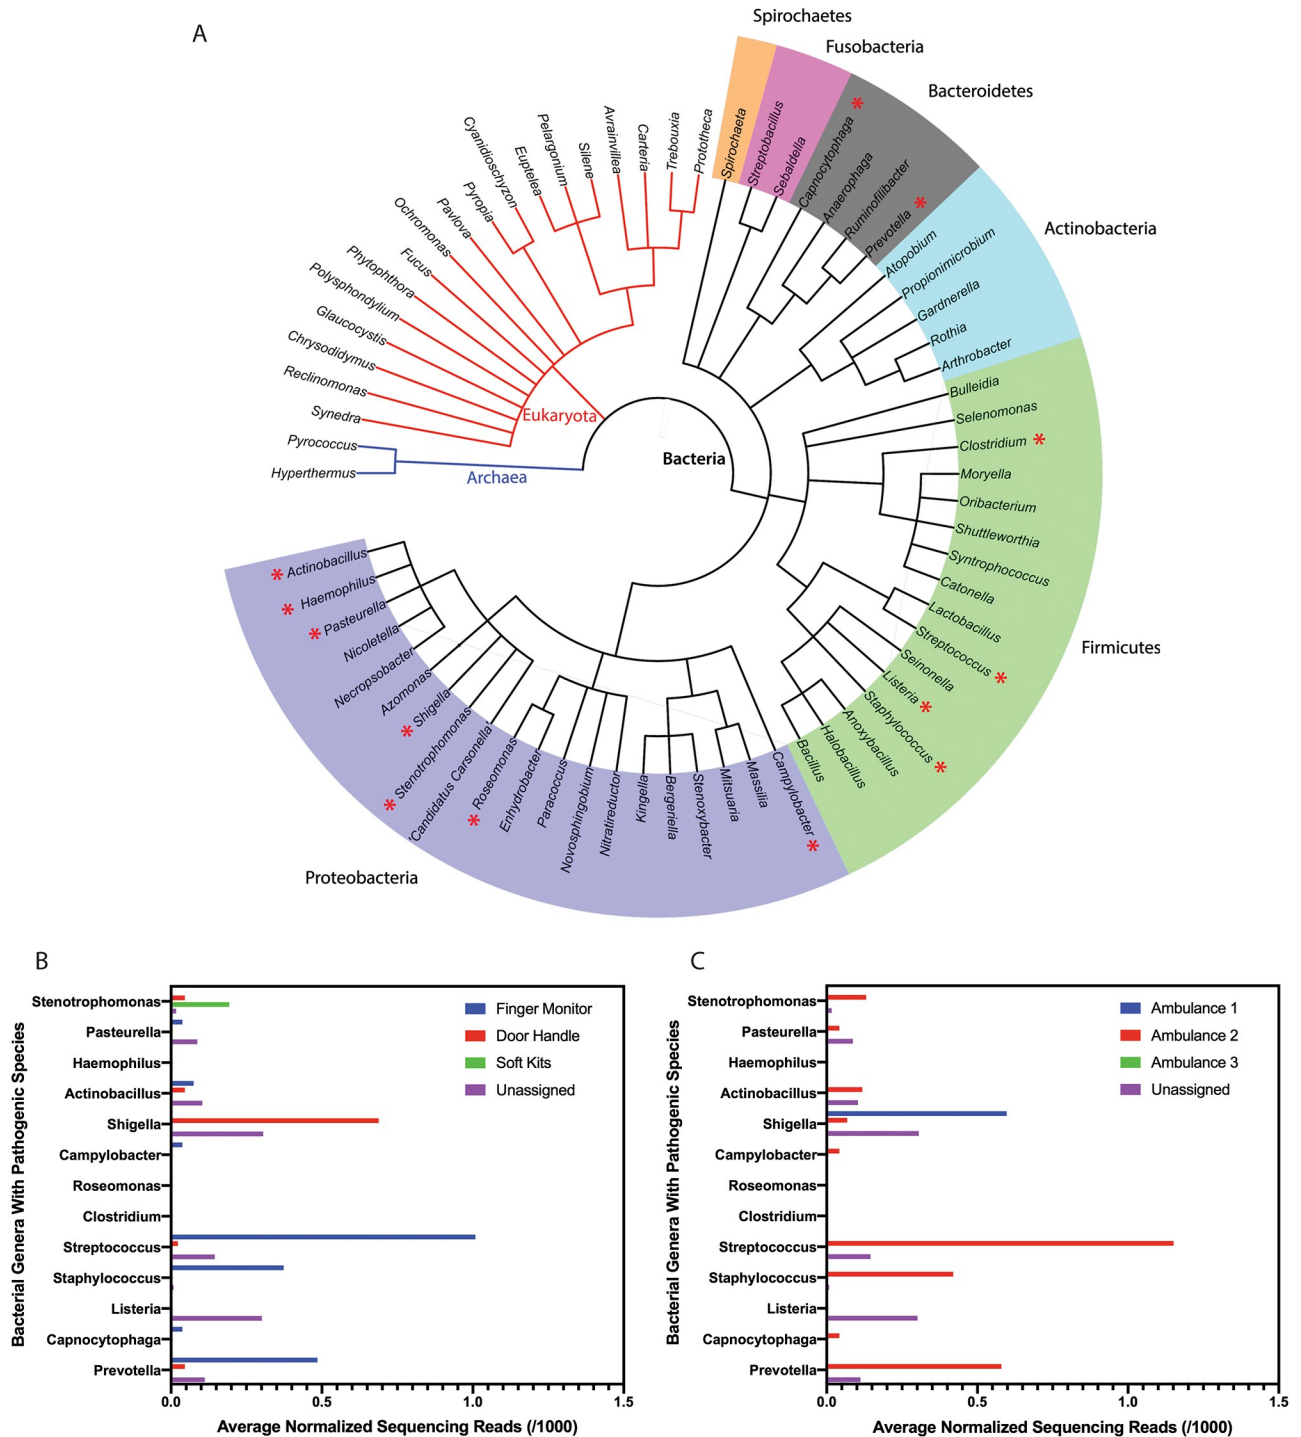 A
Spirochaetes
Fusobacteria
Bacteroidetes
Actinobacteria
Firmicutes
Proteobacteria
Eukaryota
Archaea
Bacteria
Hyperthermus
Pyrococcus
Synedra
Reclinomonas
Chrysodidymus
Glaucocystis
Polysphondylium
Phytophthora
Fucus
Ochromonas
Pavlova
Pyropia
Cyanidioschyzon
Euptelea
Pelargonium
Silene
Avrainvillea
Carteria
Trebouxia
Prototheca
Spirochaeta
Streptobacillus
Sebaldella
Capnocytophaga *
Anaerophaga
Ruminofilibacter
Prevotella *
Atopobium
Propionimicrobium
Gardnerella
Rothia
Arthrobacter
Bulleidia
Selenomonas
Clostridium *
Moryella
Oribacterium
Shuttleworthia
Syntrophococcus
Catonella
Lactobacillus
Streptococcus *
Seinonella
Listeria *
Staphylococcus *
Anoxybacillus
Halobacillus
Bacillus
Campylobacter *
Massilia
Mitsuaria
Stenoxybacter
Bergeriella
Kingella
Nitratireductor
Novosphingobium
Paracoccus
Enhydrobacter
* Roseomonas
'Candidatus Carsonella'
* Stenotrophomonas
* Shigella
Azomonas
Necropsobacter
Nicoletella
* Pasteurella
* Haemophilus
* Actinobacillus
B
Bacterial Genera With Pathogenic Species
Stenotrophomonas
Pasteurella
Haemophilus
Actinobacillus
Shigella
Campylobacter
Roseomonas
Clostridium
Streptococcus
Staphylococcus
Listeria
Capnocytophaga
Prevotella
Finger Monitor
Door Handle
Soft Kits
Unassigned
0.0 0.5 1.0 1.5
Average Normalized Sequencing Reads (/1000)
C
Bacterial Genera With Pathogenic Species
Stenotrophomonas
Pasteurella
Haemophilus
Actinobacillus
Shigella
Campylobacter
Roseomonas
Clostridium
Streptococcus
Staphylococcus
Listeria
Capnocytophaga
Prevotella
Ambulance 1
Ambulance 2
Ambulance 3
Unassigned
0.0 0.5 1.0 1.5
Average Normalized Sequencing Reads (/1000)